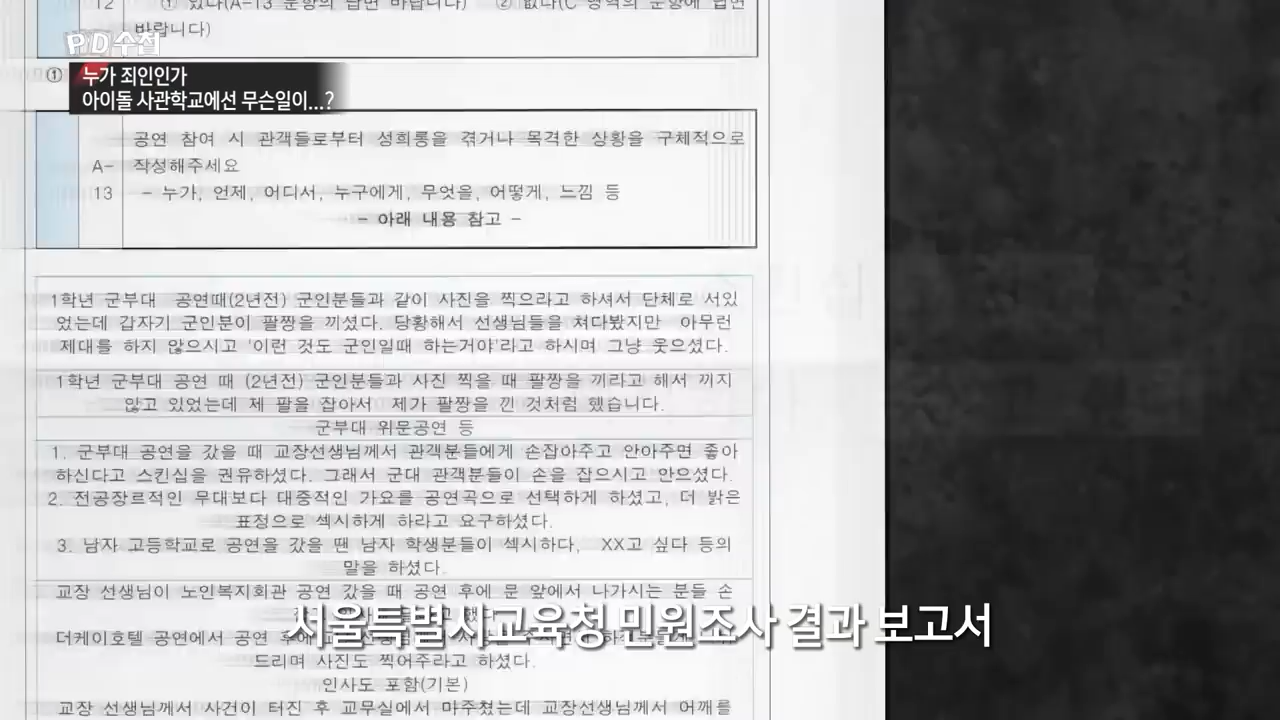 12 ① 있다(A-13 문항의 답변 바랍니다) ② 없다(C 영역의 문항에 답변
바랍니다)
PD수첩
①
누가 죄인인가
아이돌 사관학교에선 무슨일이...?
공연 참여 시 관객들로부터 성희롱을 겪거나 목격한 상황을 구체적으로
A- 작성해주세요
13 - 누가, 언제, 어디서, 누구에게, 무엇을, 어떻게, 느낌 등
- 아래 내용 참고 -
1학년 군부대 공연때(2년전) 군인분들과 같이 사진을 찍으라고 하셔서 단체로 서있
었는데 갑자기 군인분이 팔짱을 끼셨다. 당황해서 선생님들을 쳐다봤지만 아무런
제대를 하지 않으시고 '이런 것도 군인일때 하는거야'라고 하시며 그냥 웃으셨다.
1학년 군부대 공연 때 (2년전) 군인분들과 사진 찍을 때 팔짱을 끼라고 해서 끼지
않고 있었는데 제 팔을 잡아서 제가 팔짱을 낀 것처럼 했습니다.
군부대 위문공연 등
1. 군부대 공연을 갔을 때 교장선생님께서 관객분들에게 손잡아주고 안아주면 좋아
하신다고 스킨십을 권유하셨다. 그래서 군대 관객분들이 손을 잡으시고 안으셨다.
2. 전공장르적인 무대보다 대중적인 가요를 공연곡으로 선택하게 하셨고, 더 밝은
표정으로 섹시하게 하라고 요구하셨다.
3. 남자 고등학교로 공연을 갔을 땐 남자 학생분들이 섹시하다, XX고 싶다 등의
말을 하셨다.
교장 선생님이 노인복지회관 공연 갔을 때 공연 후에 문 앞에서 나가시는 분들 손
서울특별시교육청 민원조사 결과 보고서
더케이호텔 공연에서 공연 후에
드리며 사진도 찍어주라고 하셨다.
인사도 포함(기본)
교장 선생님께서 사건이 터진 후 교무실에서 마주쳤는데 교장선생님께서 어깨를